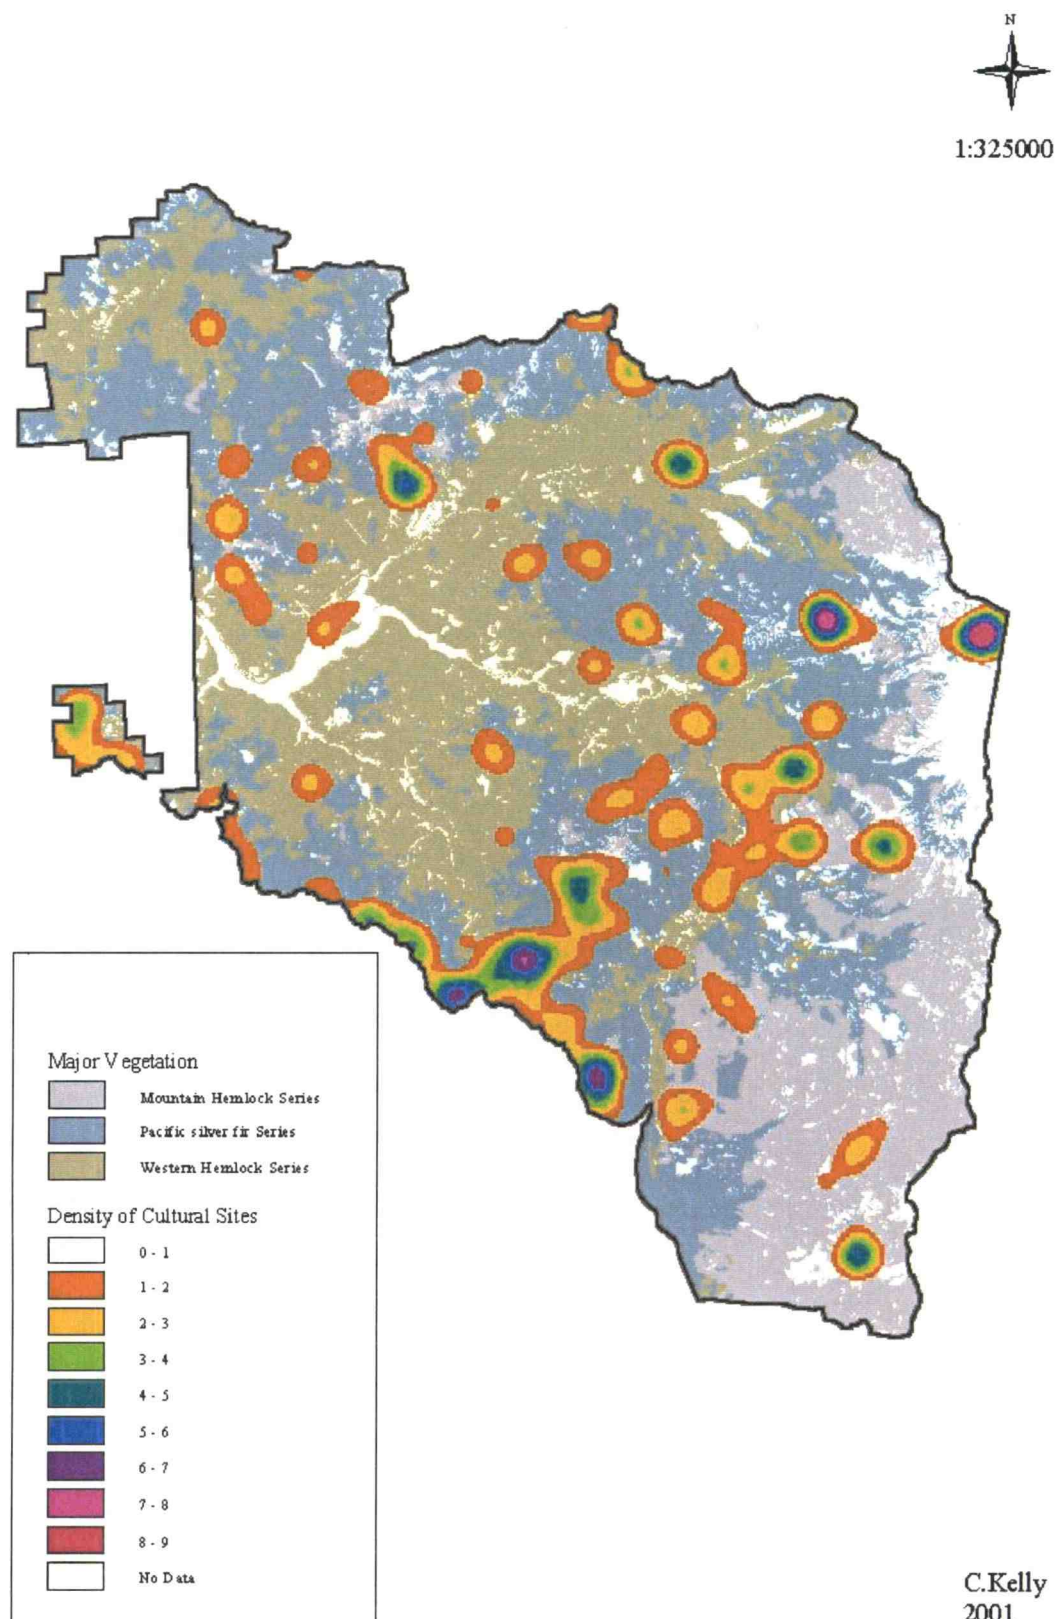 N
1:325000
Major Vegetation
Mountain Hemlock Series
Pacific silver fir Series
Western Hemlock Series
Density of Cultural Sites
0 - 1
1 - 2
2 - 3
3 - 4
4 - 5
5 - 6
6 - 7
7 - 8
8 - 9
No Data
C.Kelly
2001